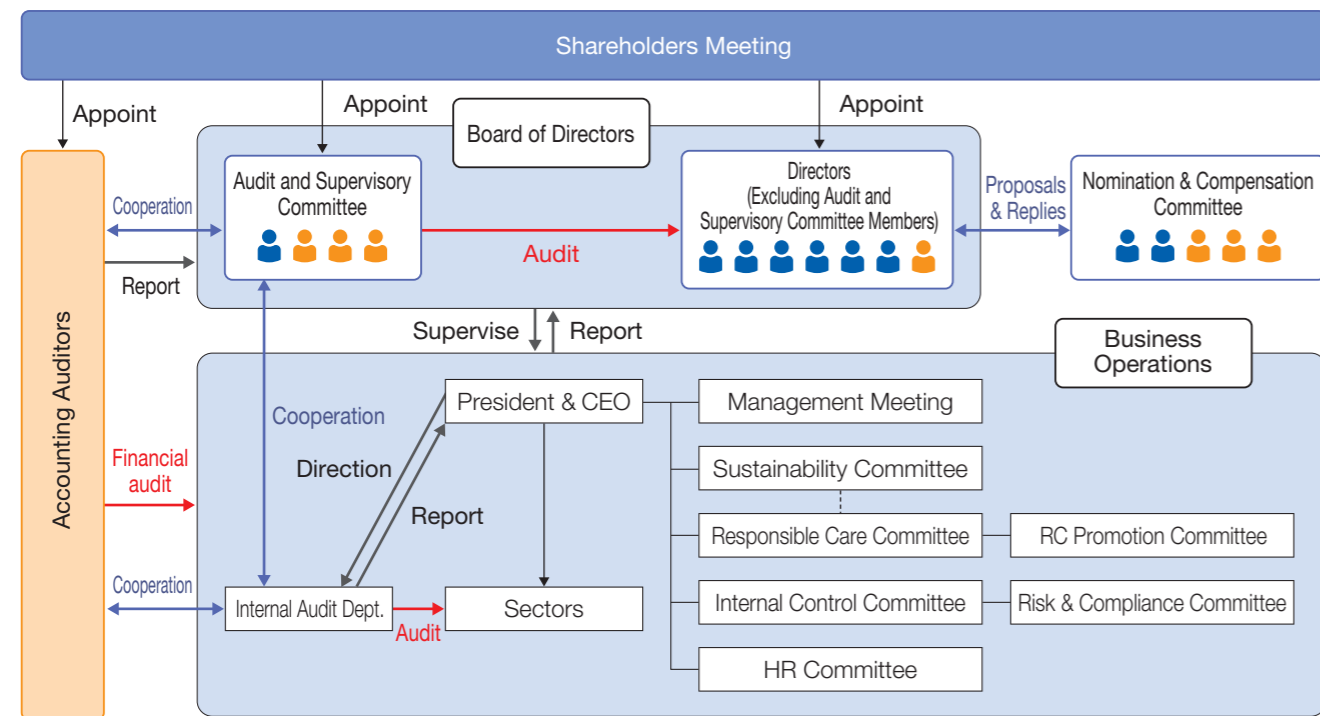 Shareholders Meeting
Appoint
Appoint
Appoint
Board of Directors
Audit and Supervisory
Committee
Directors
(Excluding Audit and
Supervisory Committee Members)
Nomination & Compensation
Committee
Cooperation
Proposals
& Replies
Audit
Report
Accounting Auditors
Supervise
Report
Business
Operations
President & CEO
Management Meeting
Cooperation
Direction
Sustainability Committee
Financial
audit
Report
Responsible Care Committee
RC Promotion Committee
Cooperation
Internal Audit Dept.
Audit
Sectors
Internal Control Committee
Risk & Compliance Committee
HR Committee